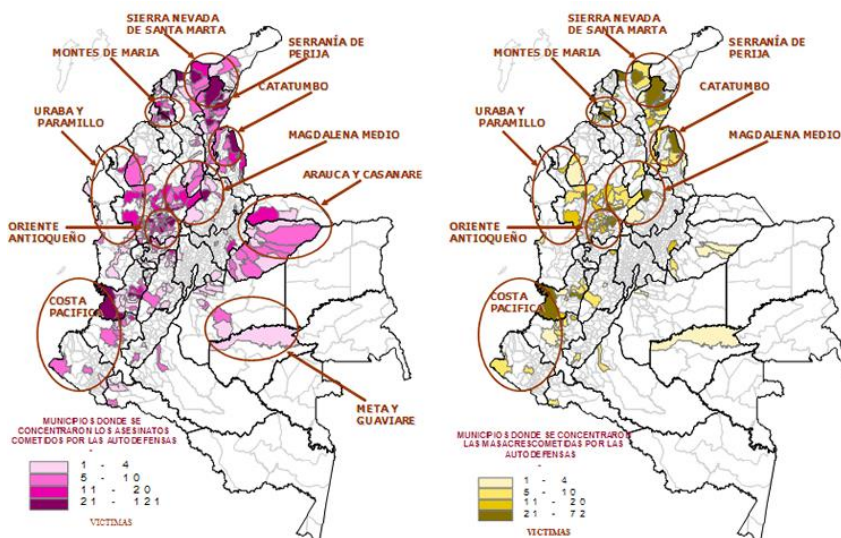 SIERRA NEVADA
DE SANTA MARTA
MONTES DE MARIA
SERRANÍA DE
PERIJA
CATATUMBO
URABA Y
PARAMILLO
MAGDALENA MEDIO
ARAUCA Y CASANARE
ORIENTE
ANTIOQUEÑO
COSTA
PACIFICA
META Y
GUAVIARE
MUNICIPIOS DONDE SE
CONCENTRARON LOS ASESINATOS
COMETIDOS POR LAS AUTODEFENSAS
1 - 4
5 - 10
11 - 20
21 - 121
VICTIMAS
SIERRA NEVADA
DE SANTA MARTA
MONTES DE MARIA
SERRANÍA DE
PERIJA
CATATUMBO
URABA Y
PARAMILLO
MAGDALENA MEDIO
ORIENTE
ANTIOQUEÑO
COSTA
PACIFICA
META Y
GUAVIARE
MUNICIPIOS DONDE SE CONCENTRARON
LAS MASACRES COMETIDAS POR LAS
AUTODEFENSAS
1 - 4
5 - 10
11 - 20
21 - 72
VICTIMAS